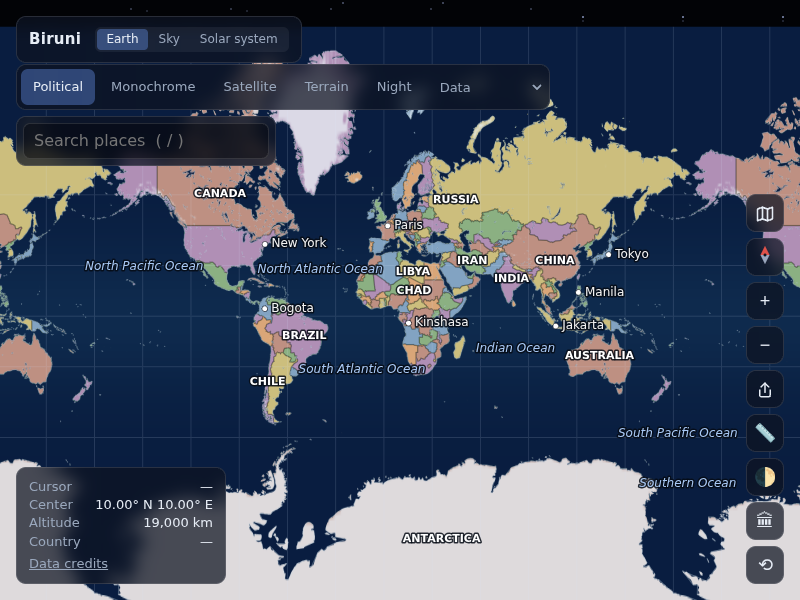 Biruni Earth Sky Solar system
Political Monochrome Satellite Terrain Night Data
Search places ( / )
CANADA
RUSSIA
Paris
New York
Tokyo
North Pacific Ocean
North Atlantic Ocean
LIBYA
IRAN
CHINA
INDIA
CHAD
Manila
Bogota
Kinshasa
Jakarta
BRAZIL
Indian Ocean
AUSTRALIA
South Atlantic Ocean
CHILE
South Pacific Ocean
Southern Ocean
ANTARCTICA
+
−
Cursor —
Center 10.00° N 10.00° E
Altitude 19,000 km
Country —
Data credits